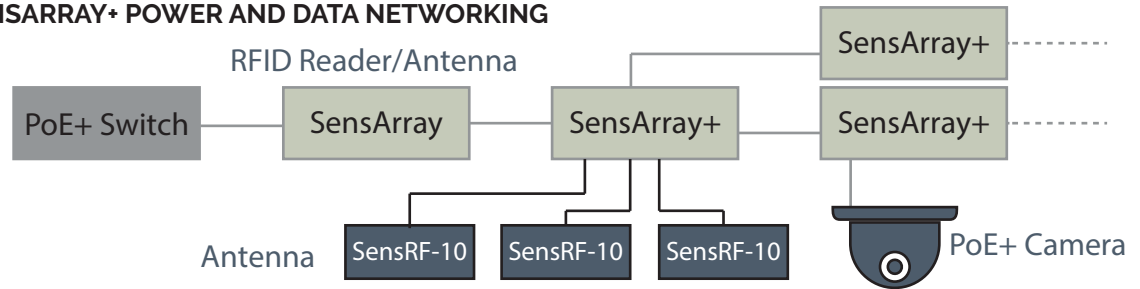 ISARRAY+ POWER AND DATA NETWORKING
SensArray+
RFID Reader/Antenna
PoE+ Switch
SensArray
SensArray+
SensArray+
Antenna
SensRF-10
SensRF-10
SensRF-10
PoE+ Camera